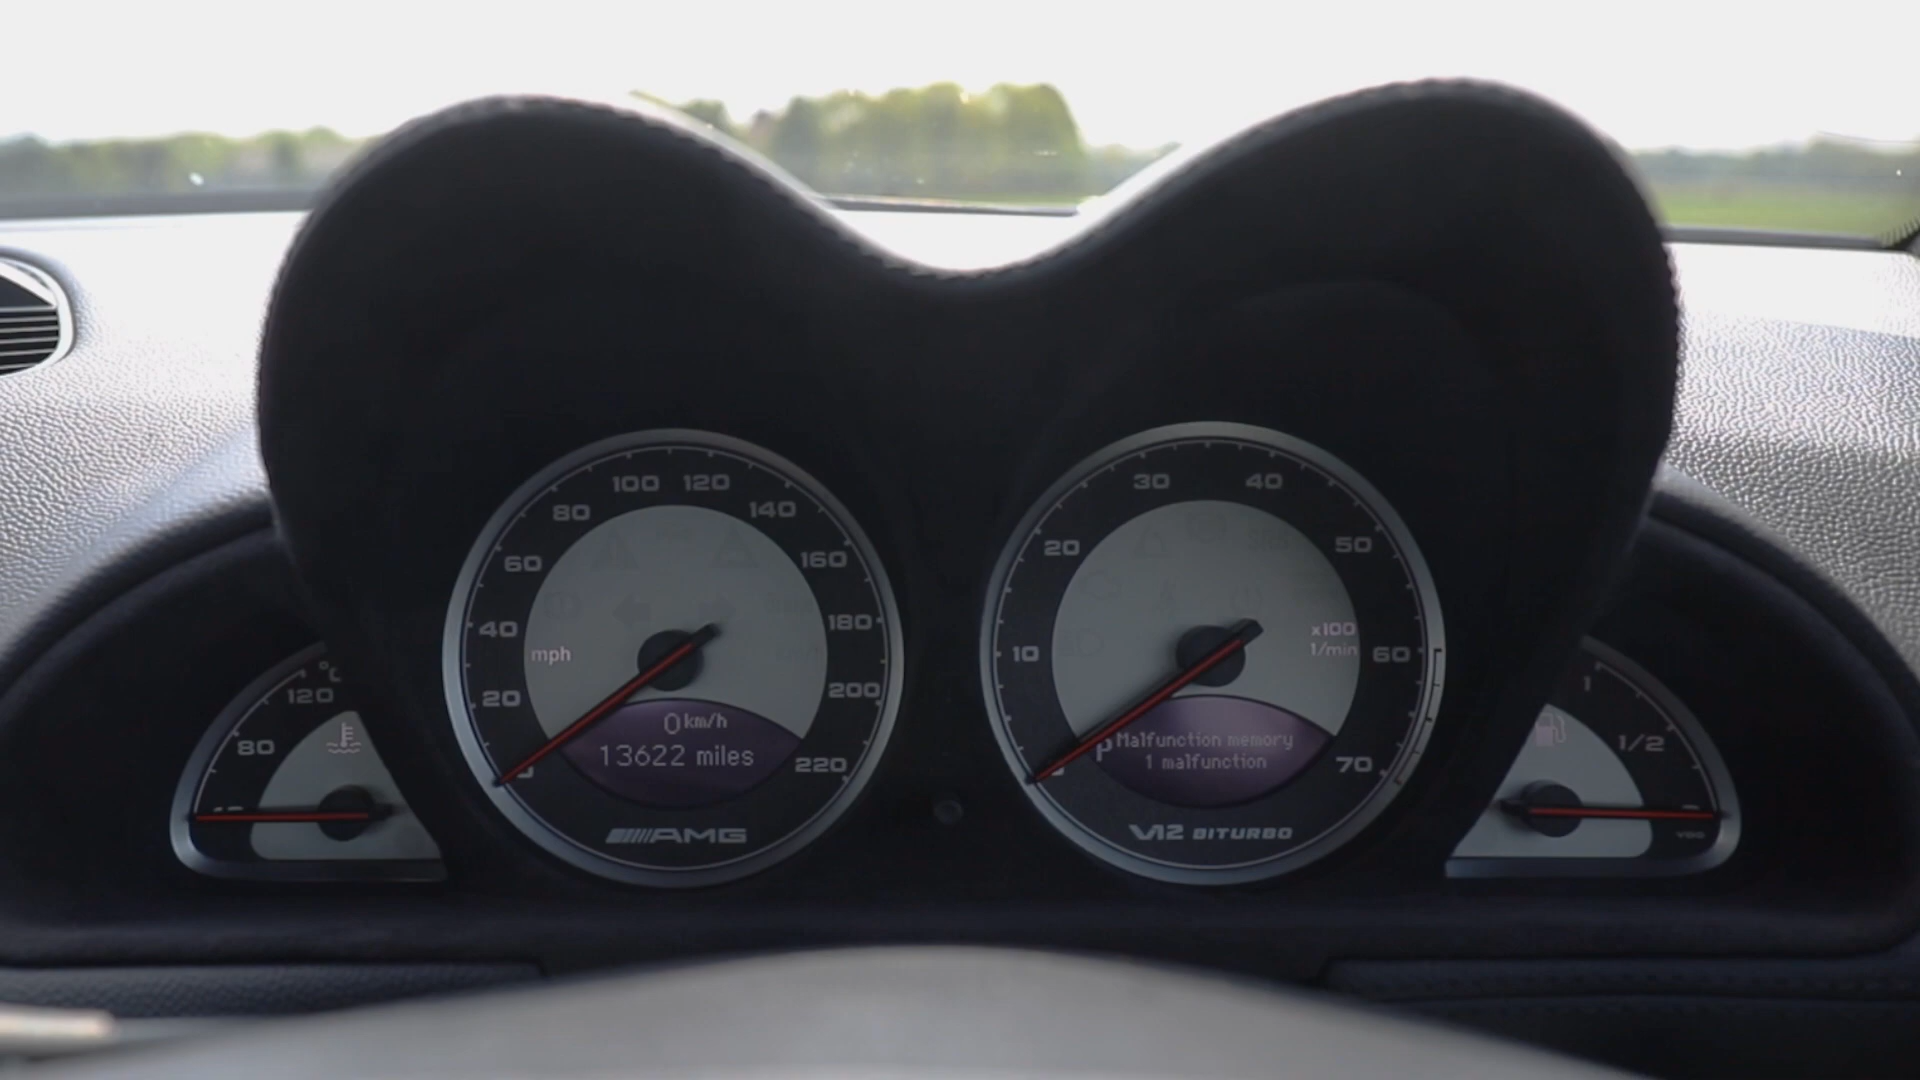 100 120
80 140
60 160
40 180
mph
20 200
220
0 km/h
13622 miles
AMG
30 40
20 50
10 60
x100
1/min
70
P Malfunction memory
1 malfunction
V12 BITURBO
°C
120
80
1
1/2
VDO